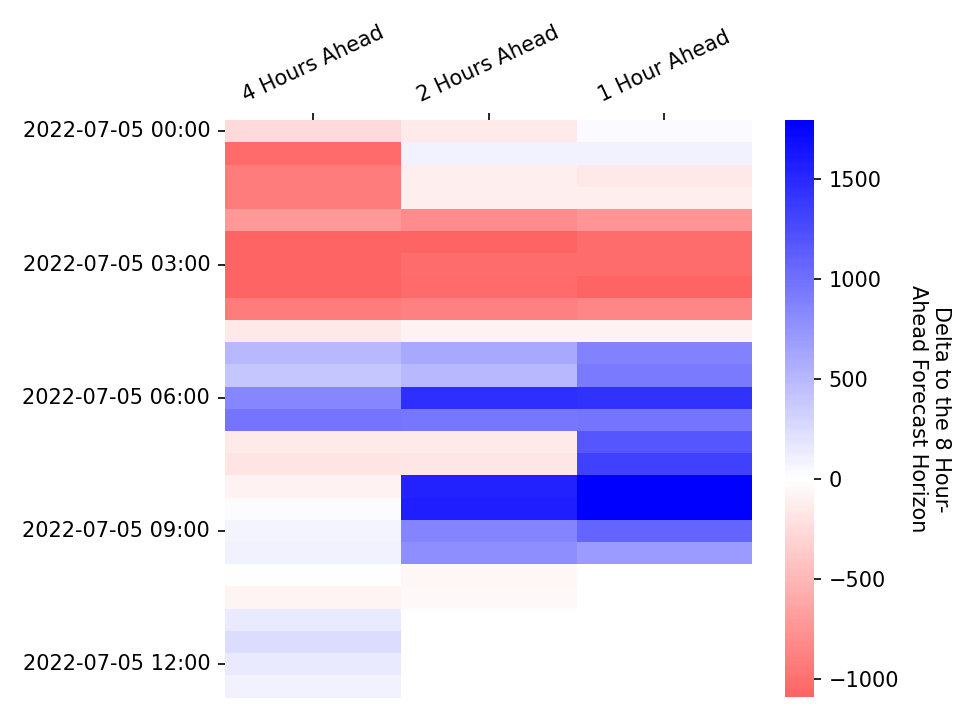 4 Hours Ahead
2 Hours Ahead
1 Hour Ahead
2022-07-05 00:00
2022-07-05 03:00
2022-07-05 06:00
2022-07-05 09:00
2022-07-05 12:00
1500
1000
500
0
−500
−1000
Delta to the 8 Hour-
Ahead Forecast Horizon